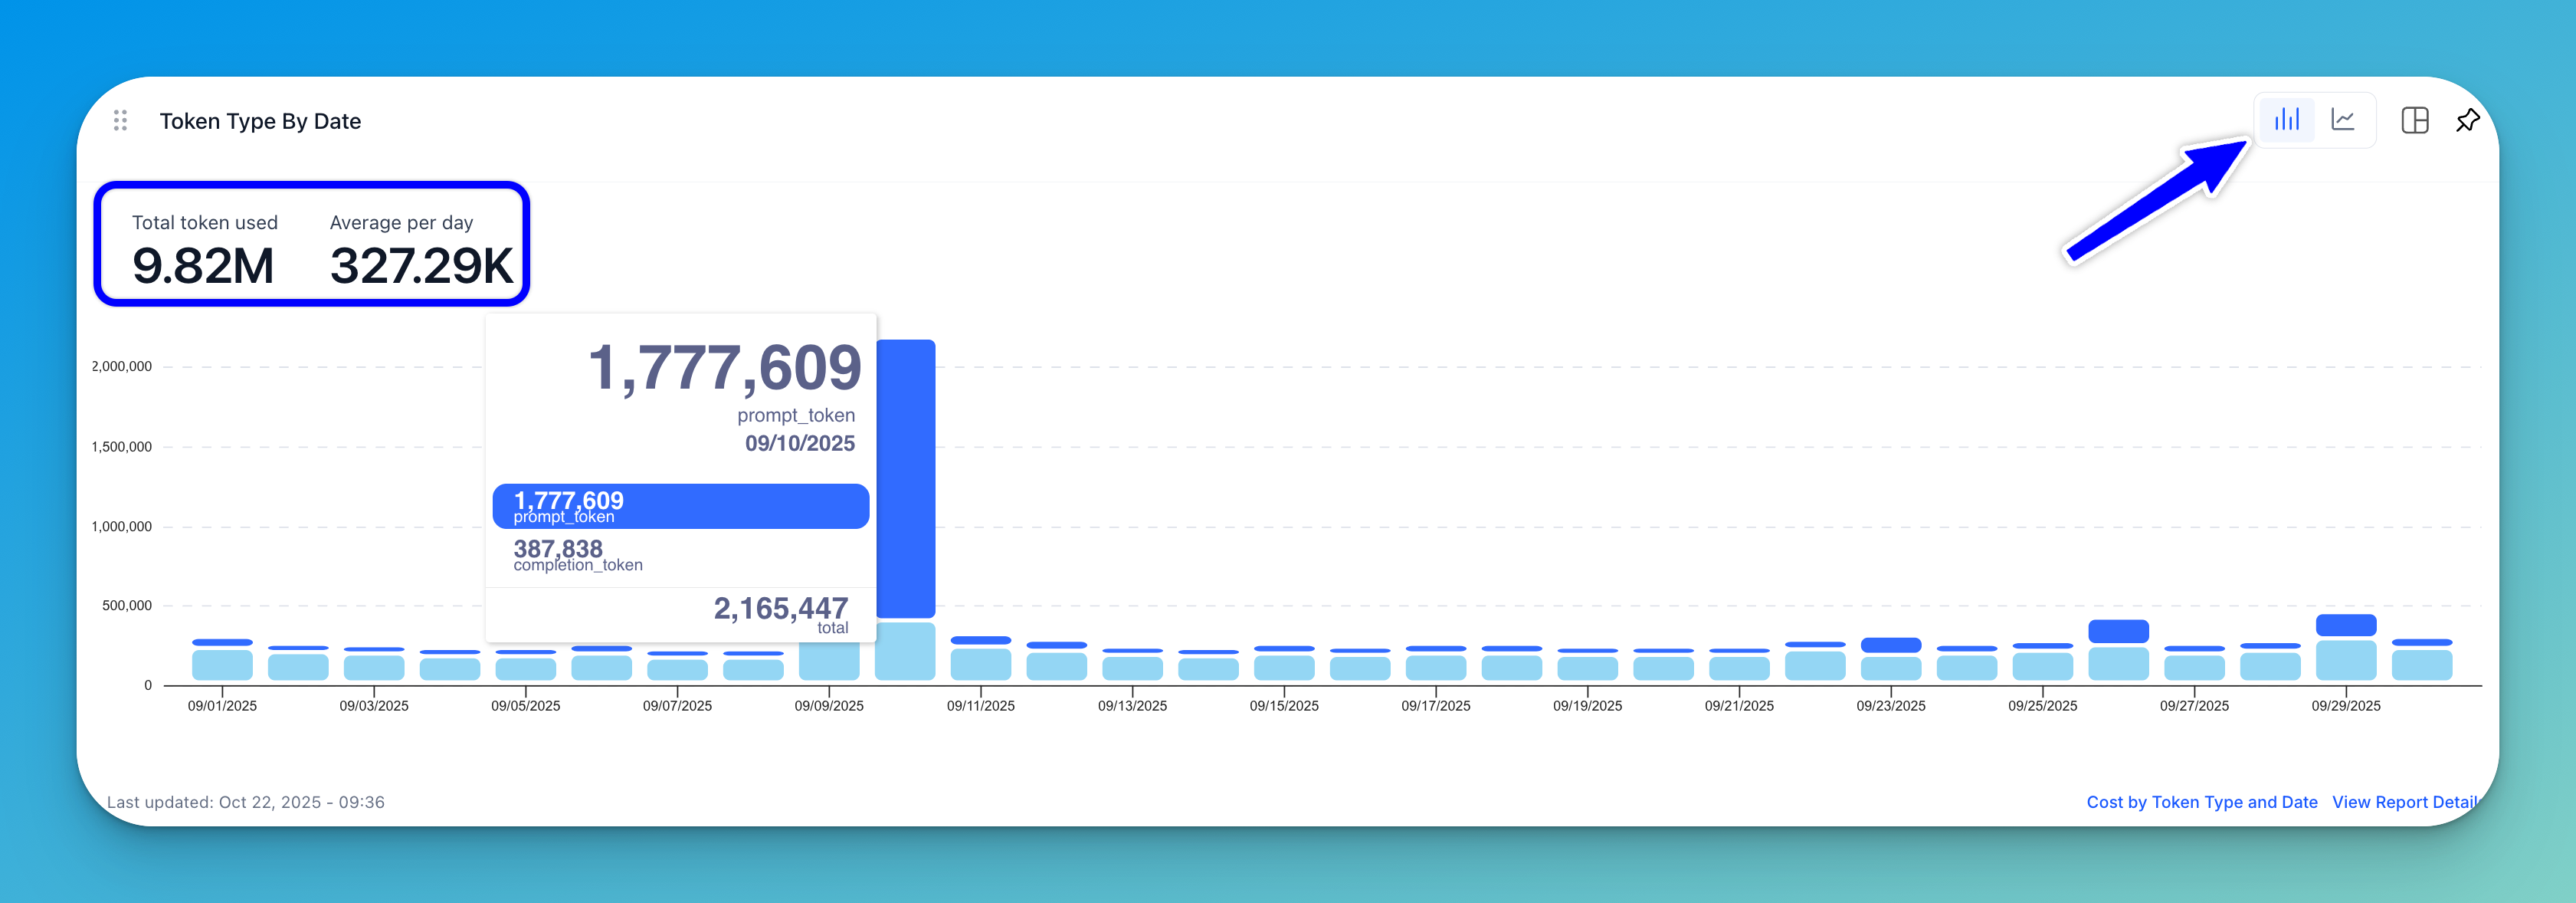 Token Type By Date
Total token used
Average per day
9.82M
327.29K
1,777,609
prompt_token
09/10/2025
1,777,609
prompt_token
387,838
completion_token
2,165,447
total
2,000,000
1,500,000
1,000,000
500,000
0
09/01/2025
09/03/2025
09/05/2025
09/07/2025
09/09/2025
09/11/2025
09/13/2025
09/15/2025
09/17/2025
09/19/2025
09/21/2025
09/23/2025
09/25/2025
09/27/2025
09/29/2025
Last updated: Oct 22, 2025 - 09:36
Cost by Token Type and Date
View Report Detail